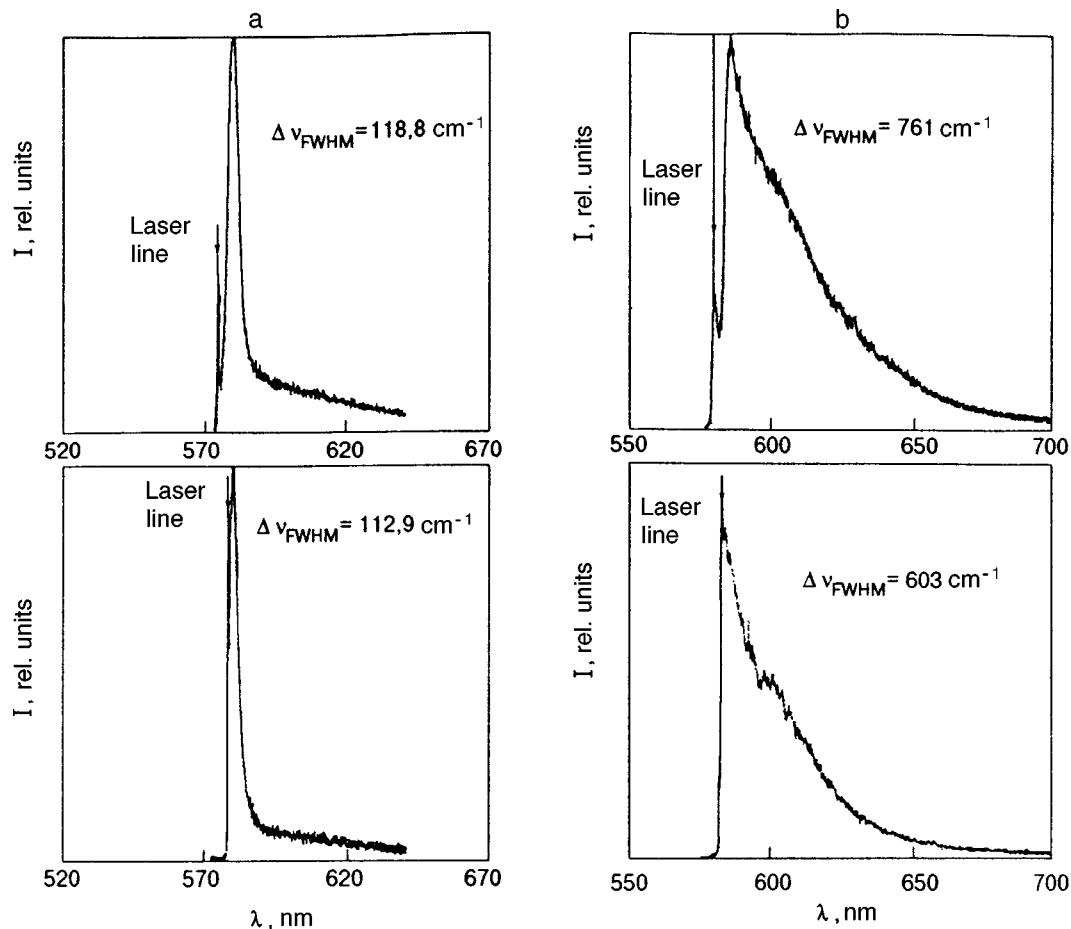 a
I, rel. units
Laser
line
Δ ν_FWHM = 118,8 cm⁻¹
520 570 620 670
b
I, rel. units
Laser
line
Δ ν_FWHM = 761 cm⁻¹
550 600 650 700
I, rel. units
Laser
line
Δ ν_FWHM = 112,9 cm⁻¹
520 570 620 670
λ , nm
I, rel. units
Laser
line
Δ ν_FWHM = 603 cm⁻¹
550 600 650 700
λ , nm